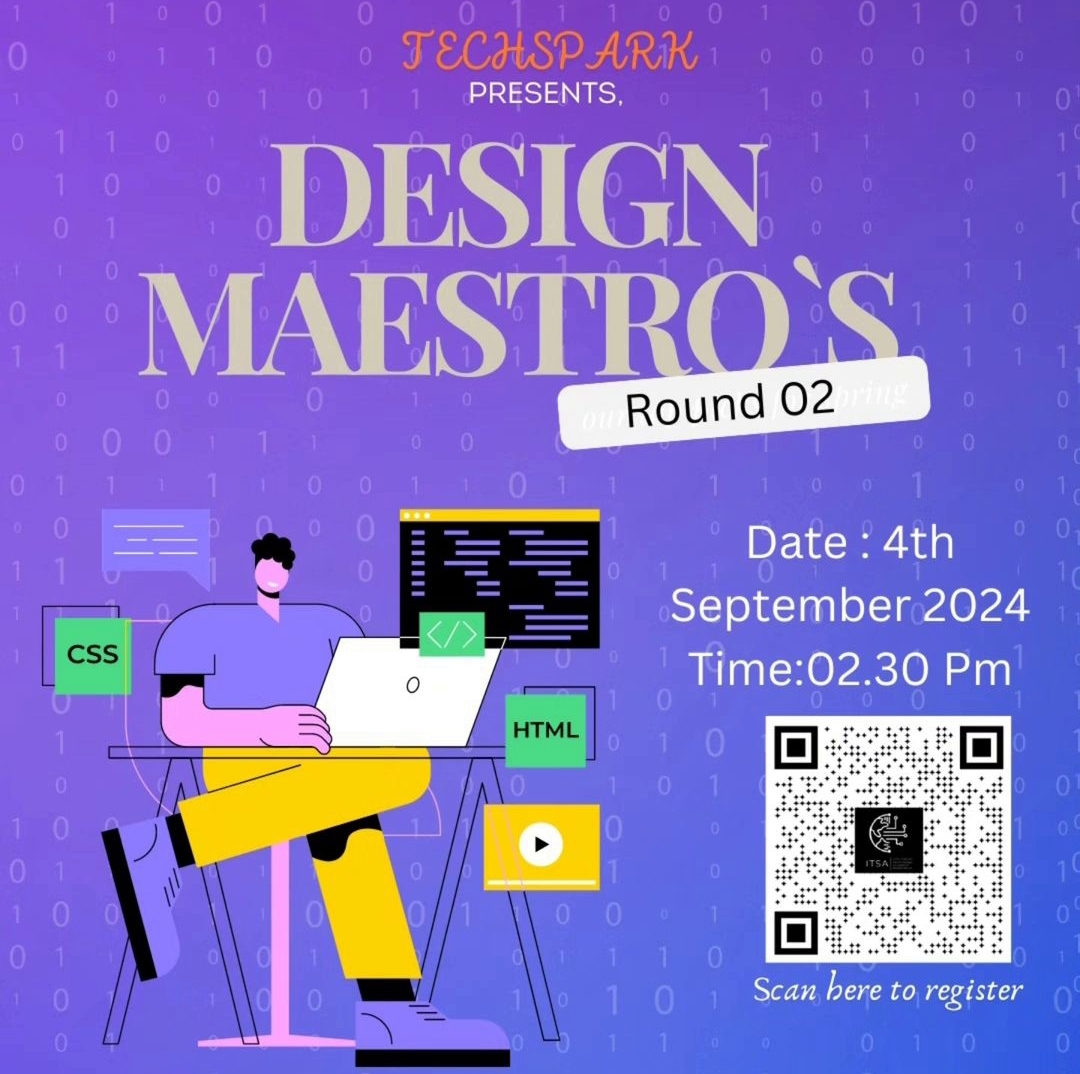 TECHSPARK
PRESENTS,
DESIGN
MAESTRO`S
Round 02
Date : 4th
September 2024
Time:02.30 Pm
CSS
</>
HTML
ITSA
Scan here to register